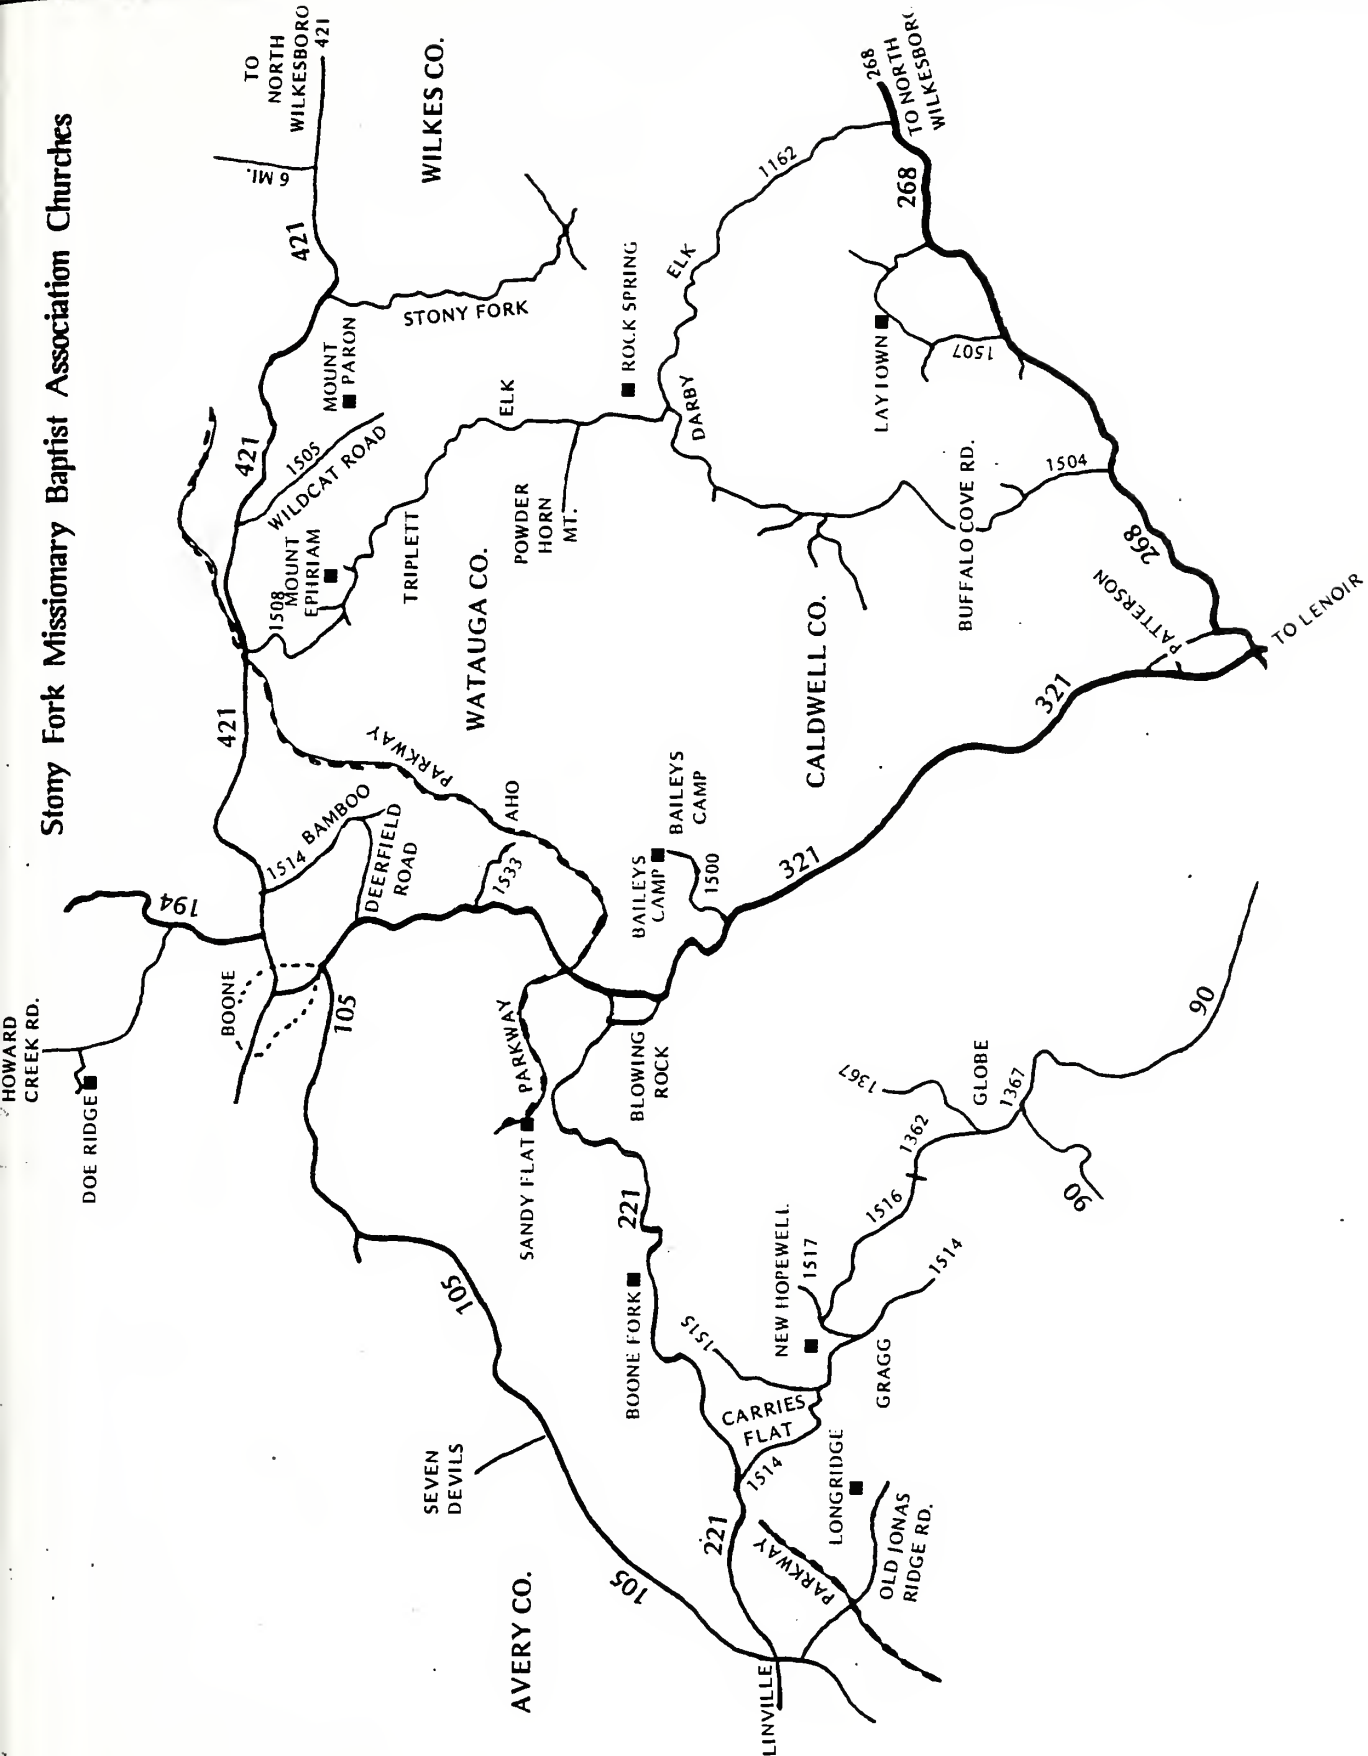 Stony Fork Missionary Baptist Association Churches
HOWARD
CREEK RD.
DOE RIDGE
194
BOONE
105
421
1514 BAMBOO
DEERFIELD
ROAD
1533
AHO
PARKWAY
421
1508
MOUNT
EPHRIAM
1505
WILDCAT ROAD
421
MOUNT
PARON
421
6 MI.
TO
NORTH
WILKESBORO
421
WILKES CO.
STONY FORK
ELK
TRIPLETT
WATAUGA CO.
POWDER
HORN
MT.
ROCK SPRING
ELK
DARBY
1162
268
TO NORTH
268
LAYTOWN
1507
BUFFALO COVE RD.
1504
268
PATTERSON
TO LENOIR
321
CALDWELL CO.
321
BAILEYS
CAMP
BAILEYS
CAMP
1500
PARKWAY
SANDY FLAT
BLOWING
ROCK
221
BOONE FORK
105
SEVEN
DEVILS
105
AVERY CO.
LINVILLE
221
PARKWAY
OLD JONAS
RIDGE RD.
LONGRIDGE
1514
CARRIES
FLAT
1515
NEW HOPEWELL
1517
GRAGG
1514
1516
1362
1367
GLOBE
1367
90
90